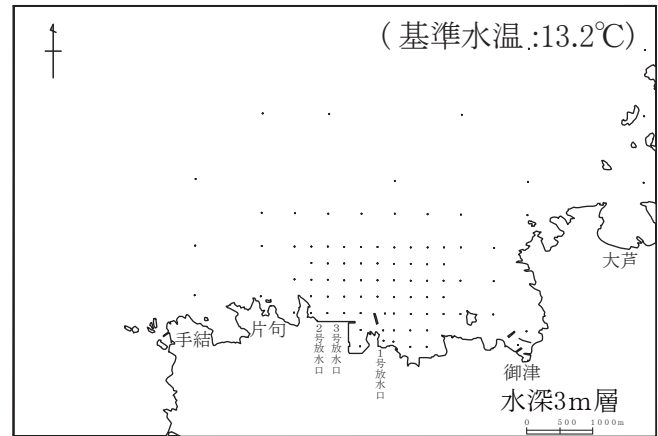 (基準水温:13.2℃)
大芦
手結
片句
2号放水口
3号放水口
1号放水口
御津
水深3m層
0 500 1000m